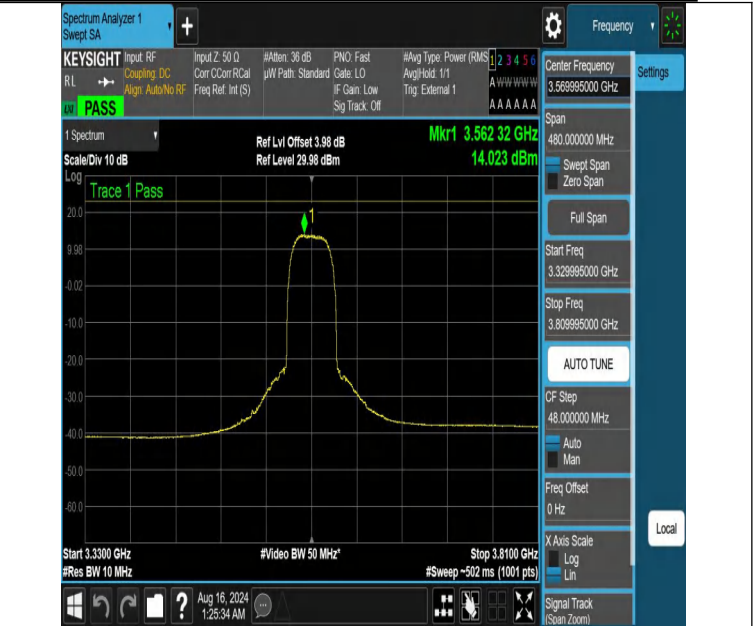 Spectrum Analyzer 1
Swept SA
+
Frequency
KEYSIGHT
RL
PASS
Input: RF
Coupling: DC
Align: Auto/No RF
Input Z: 50 Ω
Corr CCorr RCal
Freq Ref: Int (S)
#Atten: 36 dB
µW Path: Standard
PNO: Fast
Gate: LO
IF Gain: Low
Sig Track: Off
#Avg Type: Power (RMS
Avg|Hold: 1/1
Trig: External 1
1 2 3 4 5 6
A W W W W W
A A A A A A
1 Spectrum
Scale/Div 10 dB
Ref Lvl Offset 3.98 dB
Ref Level 29.98 dBm
Mkr1 3.562 32 GHz
14.023 dBm
Log
Trace 1 Pass
1
20.0
9.98
-0.02
-10.0
-20.0
-30.0
-40.0
-50.0
-60.0
Start 3.3300 GHz
#Res BW 10 MHz
#Video BW 50 MHz*
Stop 3.8100 GHz
#Sweep ~502 ms (1001 pts)
Aug 16, 2024
1:25:34 AM
Center Frequency
3.569995000 GHz
Span
480.000000 MHz
Swept Span
Zero Span
Full Span
Start Freq
3.329995000 GHz
Stop Freq
3.809995000 GHz
AUTO TUNE
CF Step
48.000000 MHz
Auto
Man
Freq Offset
0 Hz
X Axis Scale
Log
Lin
Signal Track
(Span Zoom)
Settings
Local